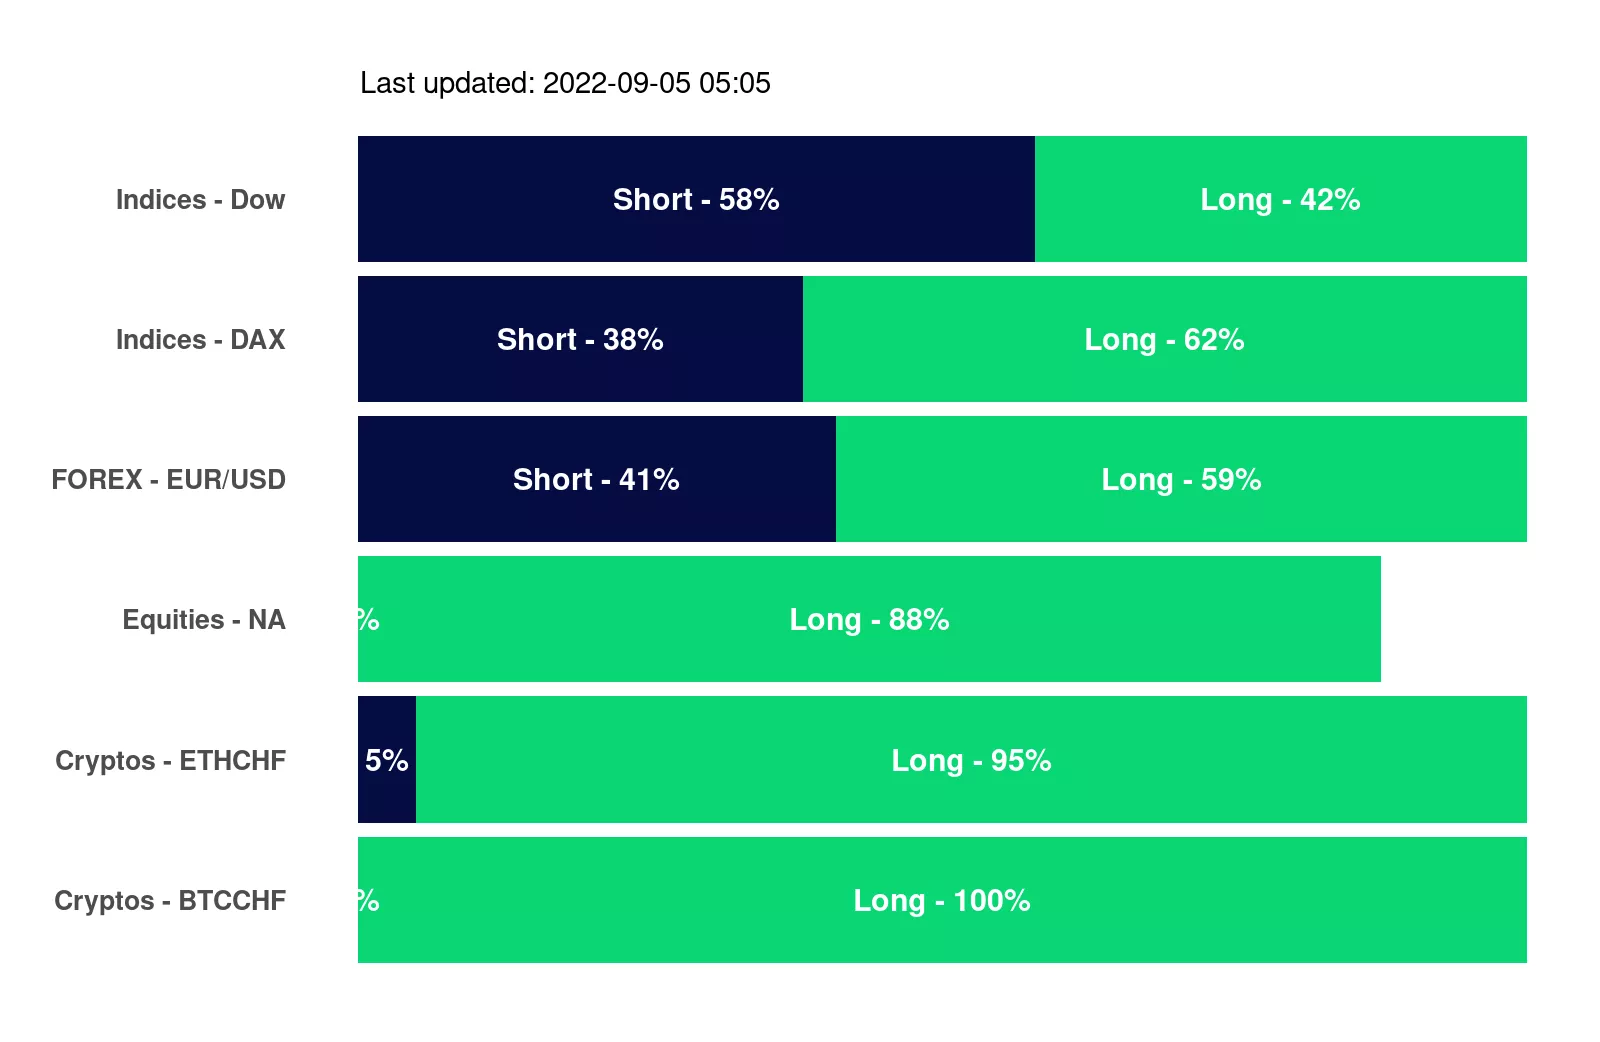 Last updated: 2022-09-05 05:05
Indices - Dow Short - 58% Long - 42%
Indices - DAX Short - 38% Long - 62%
FOREX - EUR/USD Short - 41% Long - 59%
Equities - NA % Long - 88%
Cryptos - ETHCHF 5% Long - 95%
Cryptos - BTCCHF % Long - 100%